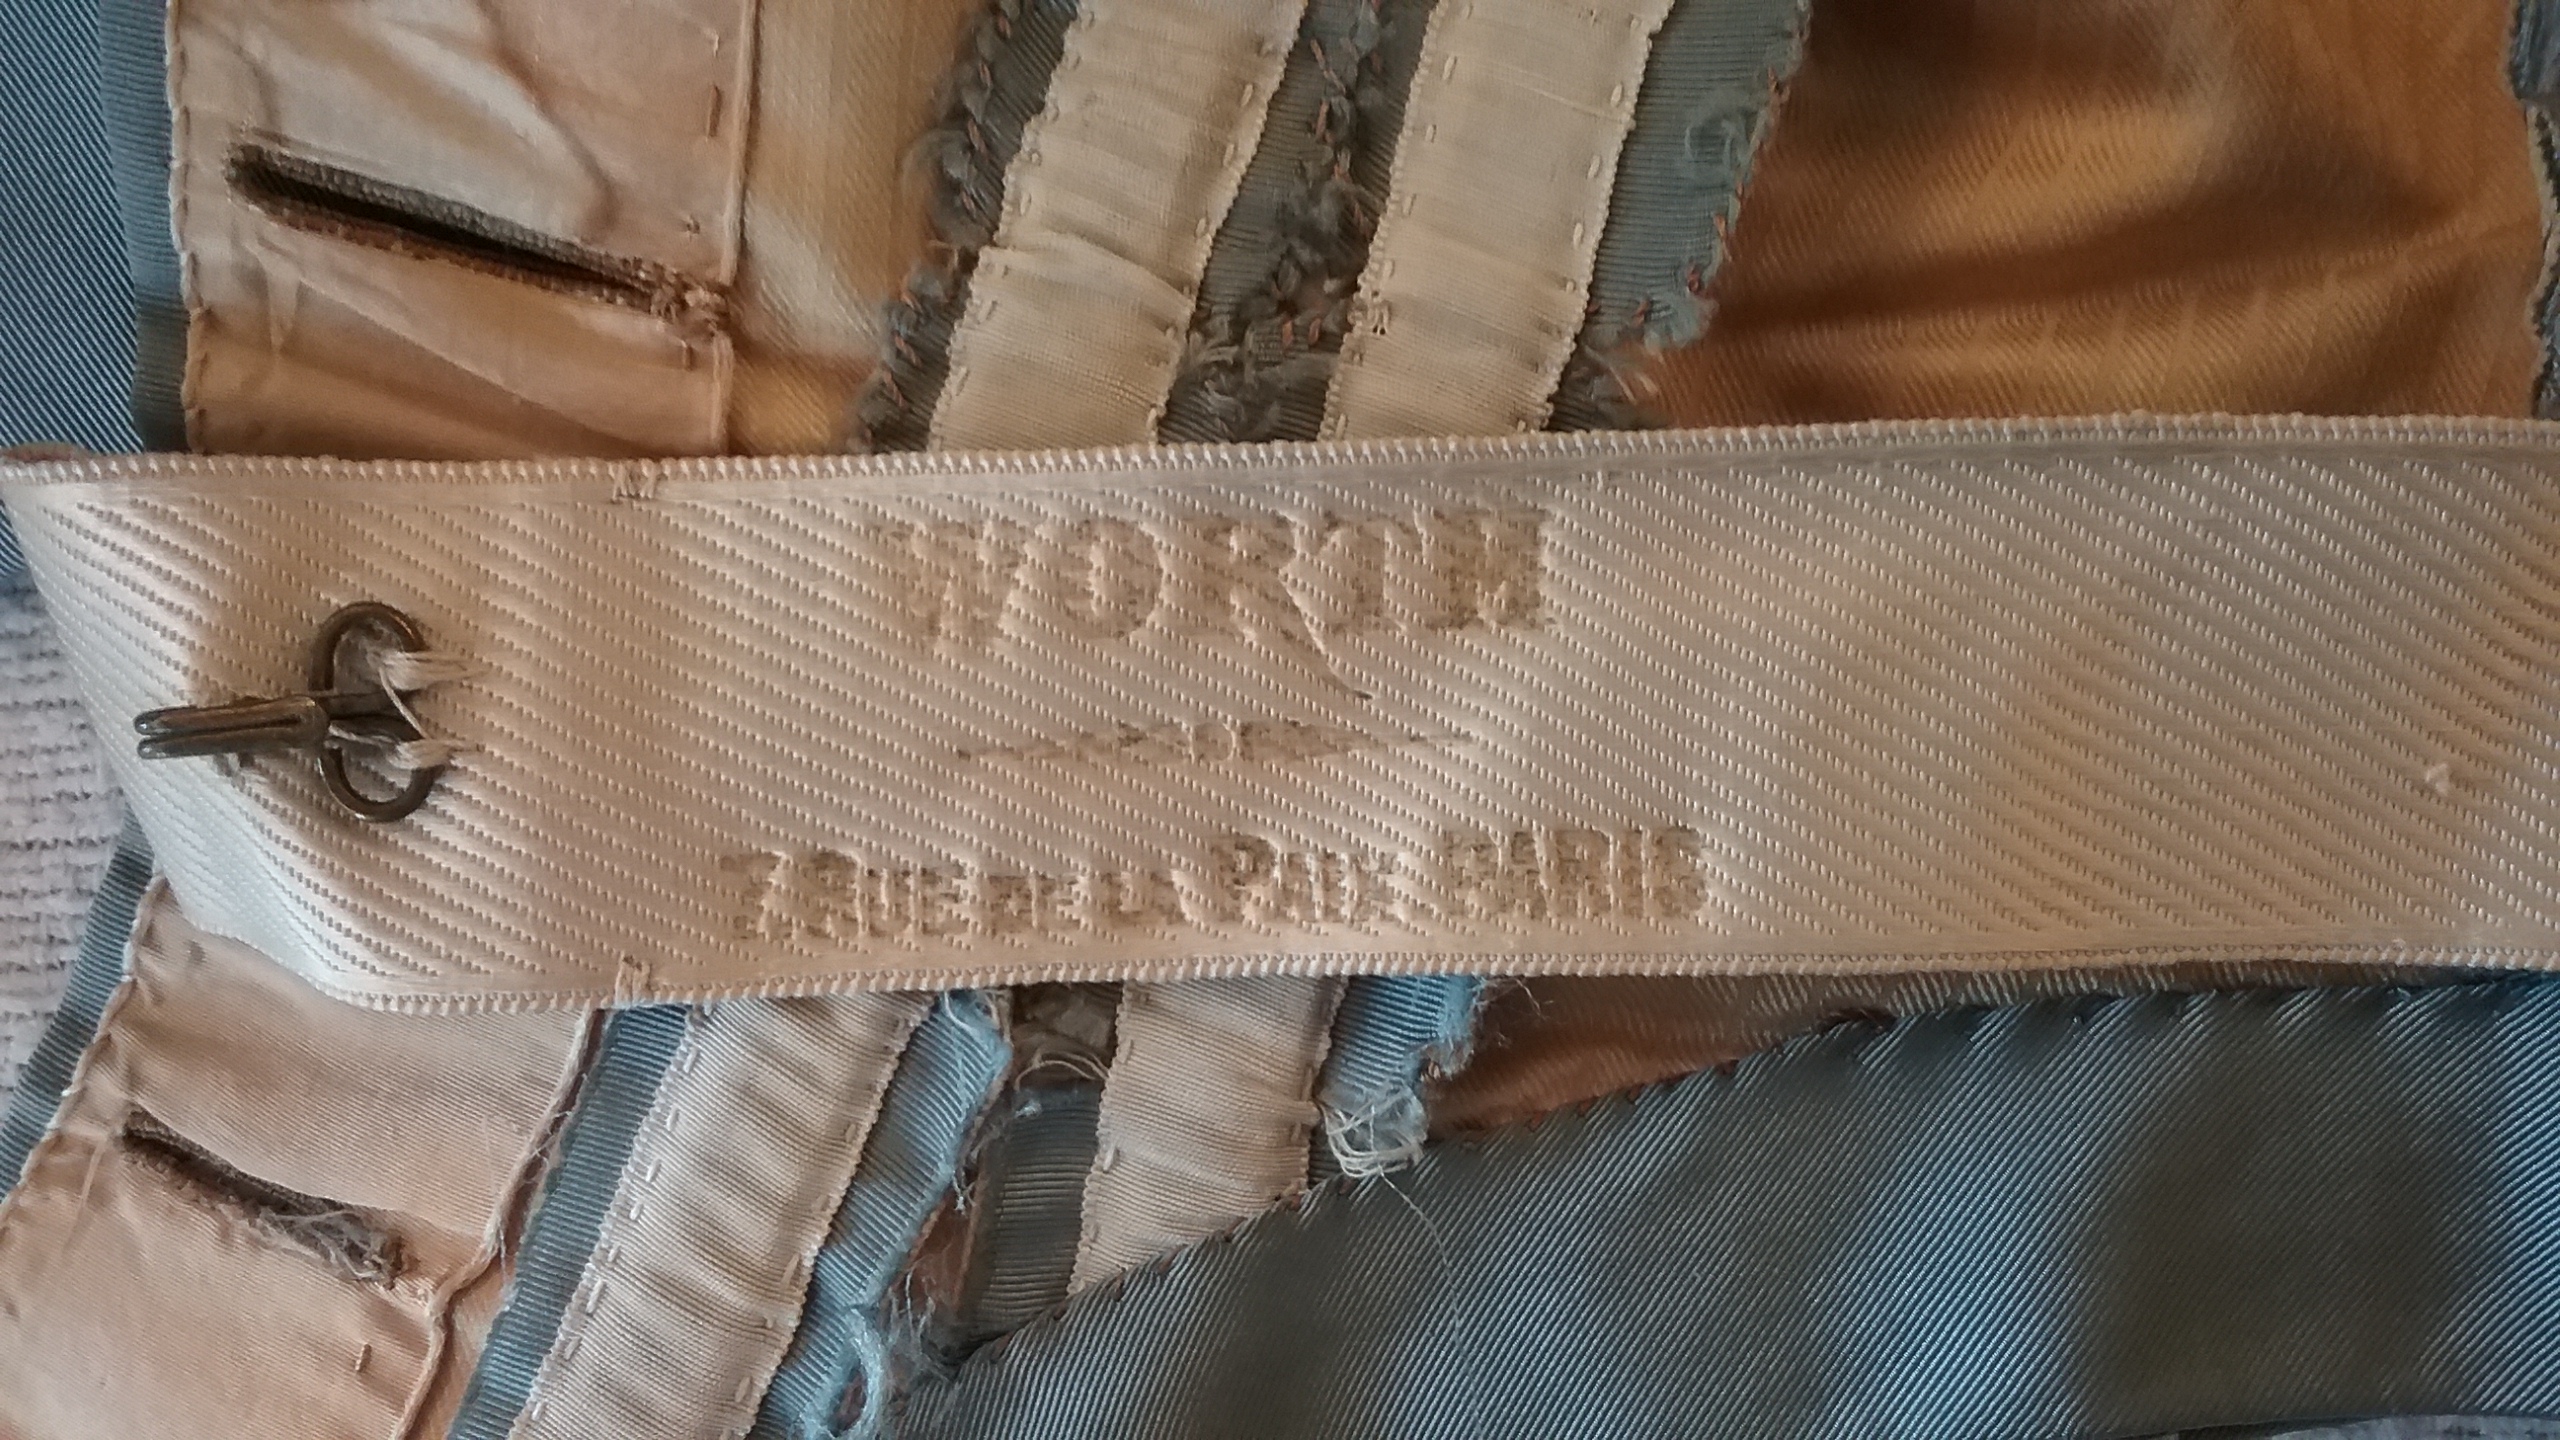 WORTH
7 RUE DE LA PAIX PARIS